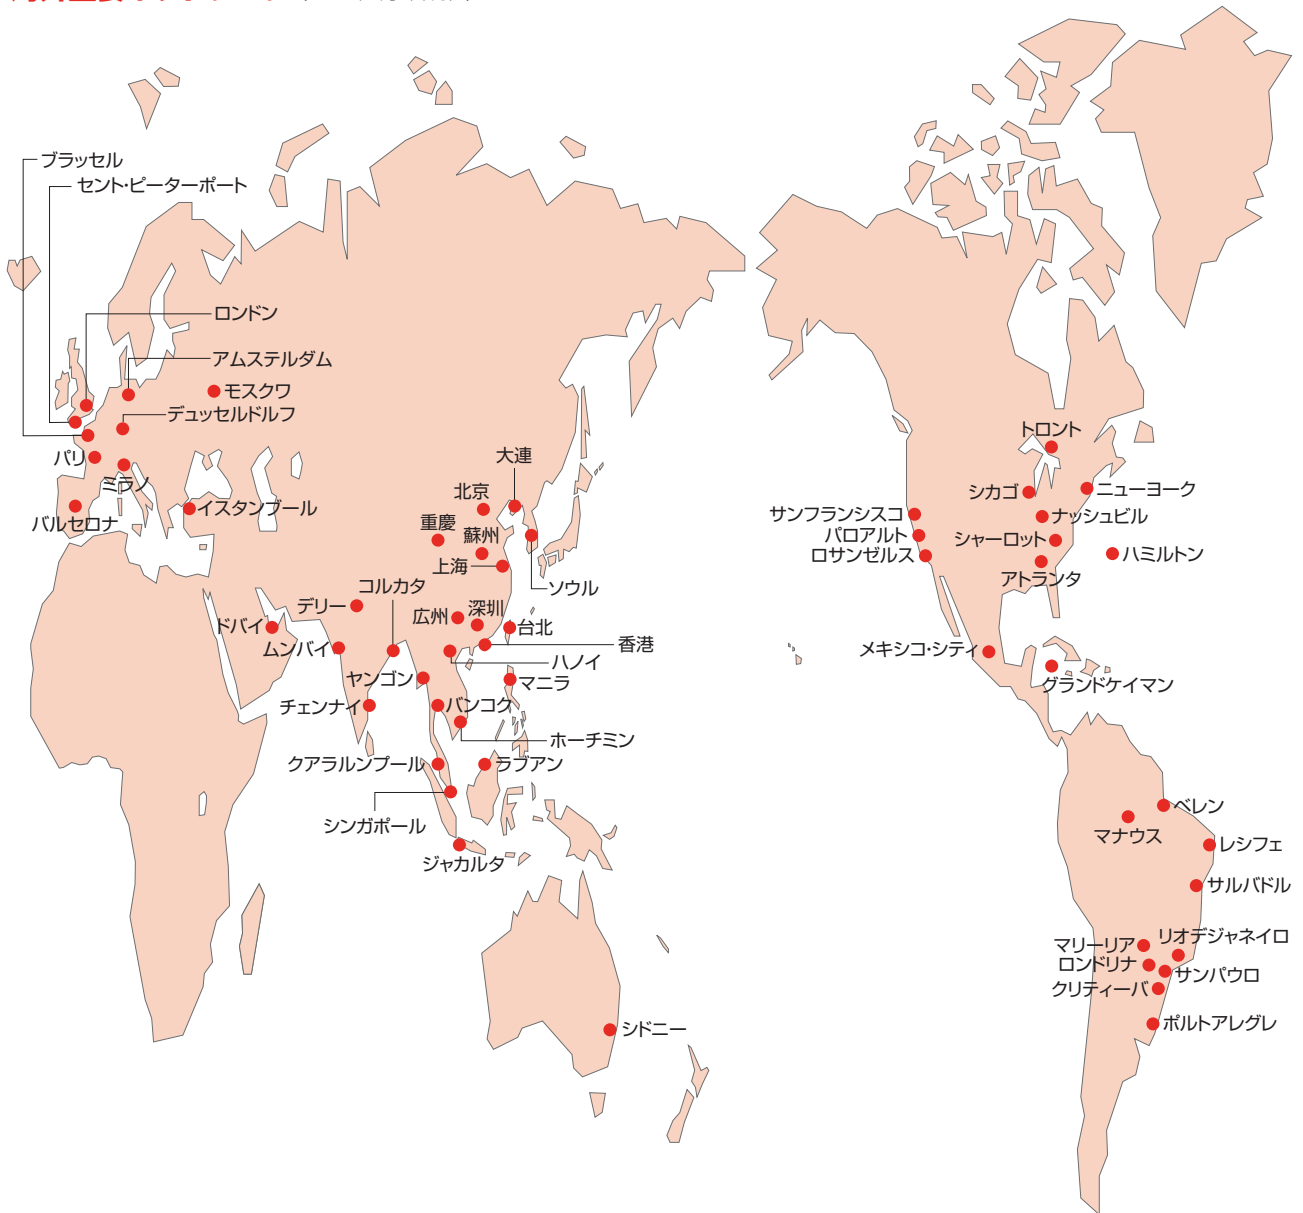 ブラッセル
セント・ピーターポート
ロンドン
アムステルダム
モスクワ
デュッセルドルフ
パリ
ミラノ
バルセロナ
イスタンブール
大連
北京
重慶
蘇州
上海
ソウル
コルカタ
デリー
広州
深圳
台北
ドバイ
ムンバイ
香港
ハノイ
ヤンゴン
マニラ
チェンナイ
バンコク
ホーチミン
クアラルンプール
ラブアン
シンガポール
ジャカルタ
シドニー
トロント
シカゴ
ニューヨーク
サンフランシスコ
ナッシュビル
パロアルト
シャーロット
ロサンゼルス
ハミルトン
アトランタ
メキシコ・シティ
グランドケイマン
ベレン
マナウス
レシフェ
サルバドル
マリーリア
リオデジャネイロ
ロンドリナ
サンパウロ
クリティーバ
ポルトアレグレ